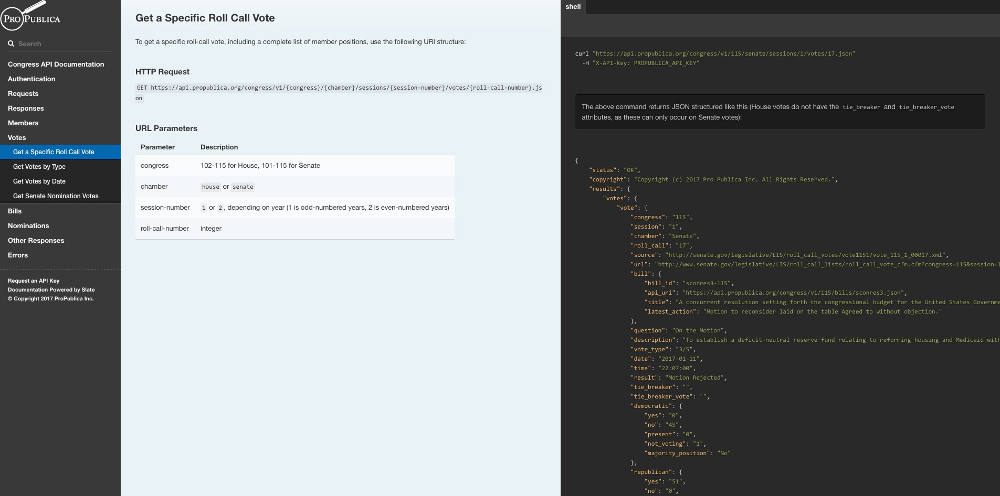 PROPUBLICA
Search
Congress API Documentation
Authentication
Requests
Responses
Members
Votes
Get a Specific Roll Call Vote
Get Votes by Type
Get Votes by Date
Get Senate Nomination Votes
Bills
Nominations
Other Responses
Errors
Request an API Key
Documentation Powered by Slate
© Copyright 2017 ProPublica Inc.
Get a Specific Roll Call Vote
To get a specific roll-call vote, including a complete list of member positions, use the following URI structure:
HTTP Request
GET https://api.propublica.org/congress/v1/{congress}/{chamber}/sessions/{session-number}/votes/{roll-call-number}.js
on
URL Parameters
Parameter Description
congress 102-115 for House, 101-115 for Senate
chamber house or senate
session-number 1 or 2, depending on year (1 is odd-numbered years, 2 is even-numbered years)
roll-call-number integer
shell
curl "https://api.propublica.org/congress/v1/115/senate/sessions/1/votes/17.json"
-H "X-API-Key: PROPUBLICA_API_KEY"
The above command returns JSON structured like this (House votes do not have the tie_breaker and tie_breaker_vote
attributes, as these can only occur on Senate votes):
{
"status": "OK",
"copyright": "Copyright (c) 2017 Pro Publica Inc. All Rights Reserved.",
"results": {
"votes": {
"vote": {
"congress": "115",
"session": "1",
"chamber": "Senate",
"roll_call": "17",
"source": "http://senate.gov/legislative/LIS/roll_call_votes/vote1151/vote_115_1_00017.xml",
"url": "http://www.senate.gov/legislative/LIS/roll_call_lists/roll_call_vote_cfm.cfm?congress=115&session=1
"bill": {
"bill_id": "sconres3-115",
"api_uri": "https://api.propublica.org/congress/v1/115/bills/sconres3.json",
"title": "A concurrent resolution setting forth the congressional budget for the United States Governme
"latest_action": "Motion to reconsider laid on the table Agreed to without objection."
},
"question": "On the Motion",
"description": "To establish a deficit-neutral reserve fund relating to reforming housing and Medicaid with
"vote_type": "3/5",
"date": "2017-01-11",
"time": "22:07:00",
"result": "Motion Rejected",
"tie_breaker": "",
"tie_breaker_vote": "",
"democratic": {
"yes": "0",
"no": "45",
"present": "0",
"not_voting": "1",
"majority_position": "No"
},
"republican": {
"yes": "51",
"no": "0",